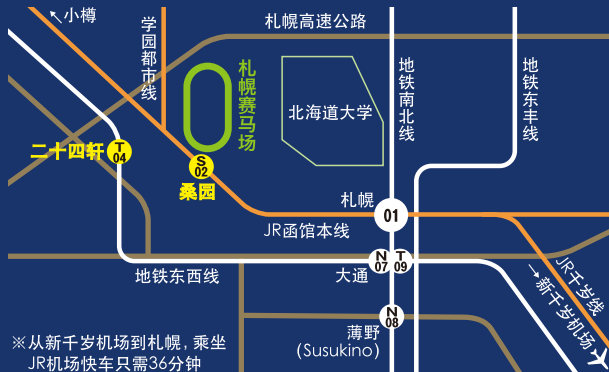 小樽
学园都市线
札幌高速公路
札幌赛马场
北海道大学
地铁南北线
地铁东丰线
二十四轩
T
04
S
02
桑园
札幌
01
JR函馆本线
地铁东西线
大通
N
07
T
09
JR千岁线
→新千岁机场
N
08
薄野
(Susukino)
※从新千岁机场到札幌，乘坐
JR机场快车只需36分钟